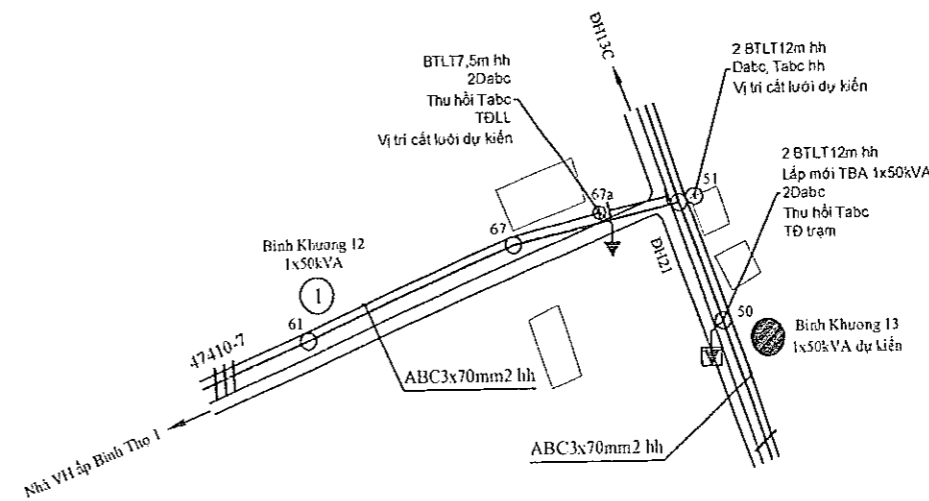 ĐH13C
BTLT7,5m hh
2Dabc
Thu hồi Tabc
TĐLL
Vị trí cắt lưới dự kiến
2 BTLT12m hh
Dabc, Tabc hh
Vị trí cắt lưới dự kiến
2 BTLT12m hh
Lắp mới TBA 1x50kVA
2Dabc
Thu hồi Tabc
TĐ trạm
51
67a
67
ĐH21
Bình Khương 12
1x50kVA
1
61
50
Bình Khương 13
1x50kVA dự kiến
47410-7
ABC3x70mm2 hh
ABC3x70mm2 hh
Nhà VH ấp Bình Thọ 1